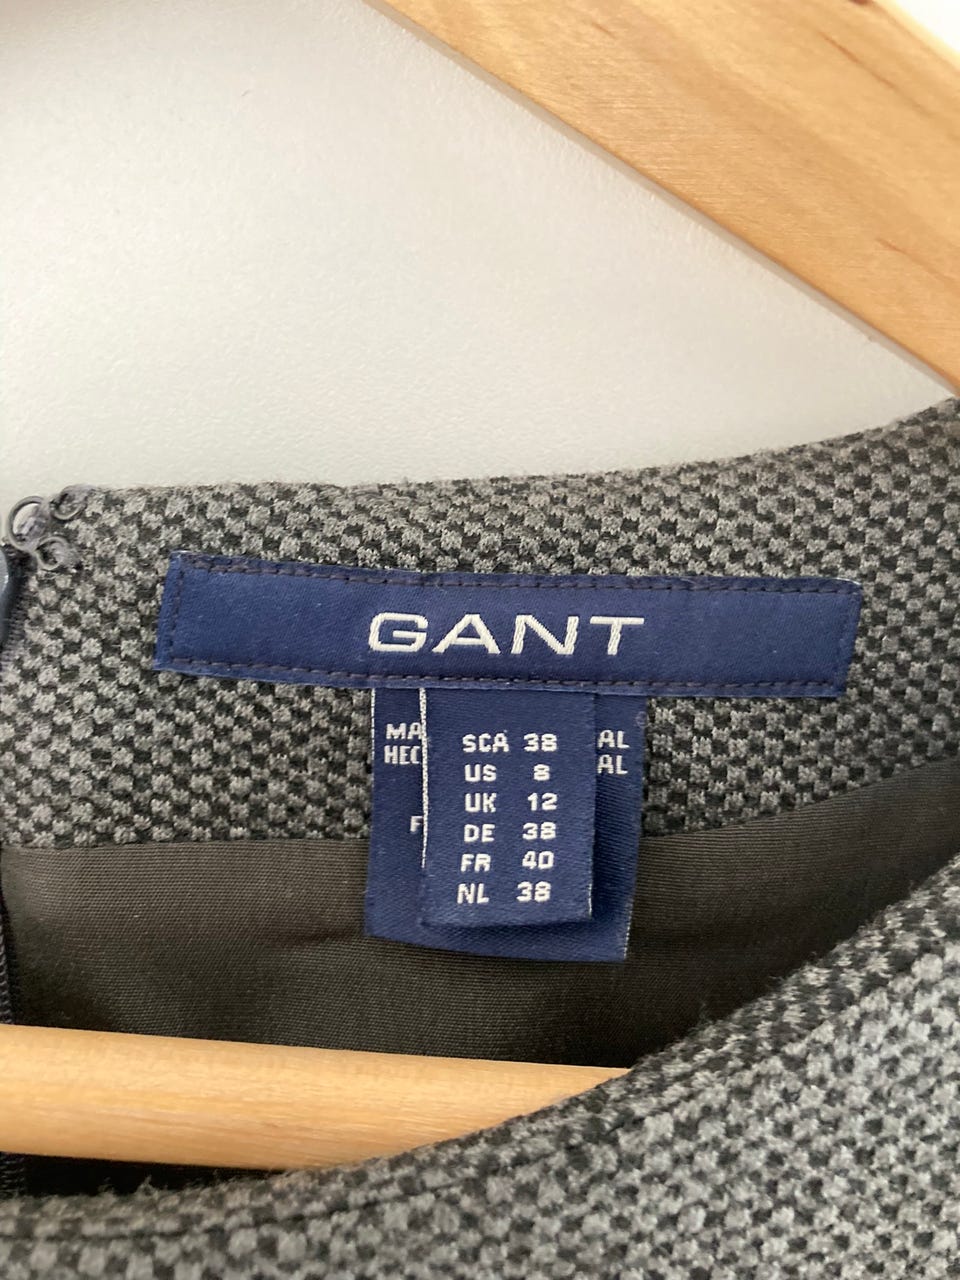 GANT
SCA 38
US 8
UK 12
DE 38
FR 40
NL 38